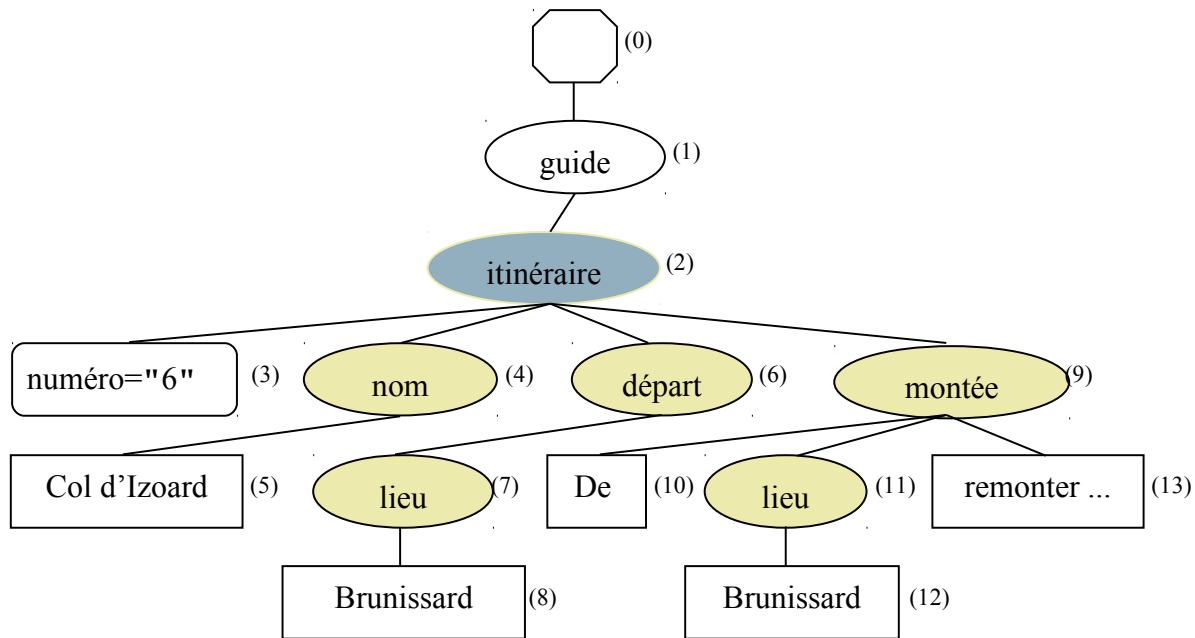 (0)
guide (1)
itinéraire (2)
numéro="6" (3) nom (4) départ (6) montée (9)
Col d’Izoard (5) lieu (7) De (10) lieu (11) remonter ... (13)
Brunissard (8) Brunissard (12)